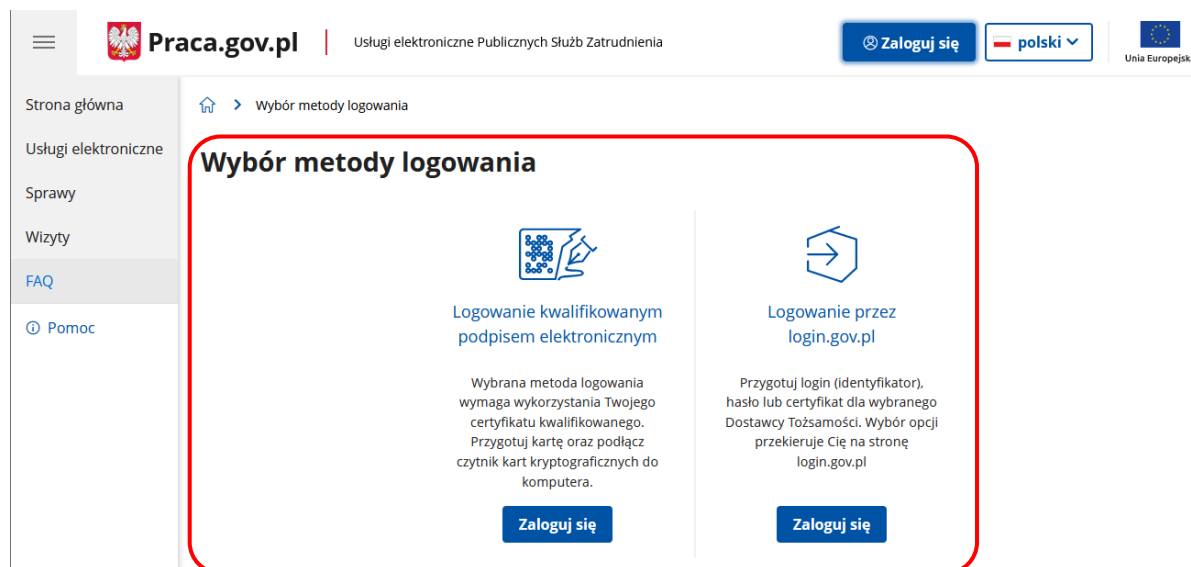 Praca.gov.pl
Usługi elektroniczne Publicznych Służb Zatrudnienia
Zaloguj się
polski
Unia Europejsk
Strona główna
Usługi elektroniczne
Sprawy
Wizyty
FAQ
Pomoc
Wybór metody logowania
Wybór metody logowania
Logowanie kwalifikowanym
podpisem elektronicznym
Wybrana metoda logowania
wymaga wykorzystania Twojego
certyfikatu kwalifikowanego.
Przygotuj kartę oraz podłącz
czytnik kart kryptograficznych do
komputera.
Zaloguj się
Logowanie przez
login.gov.pl
Przygotuj login (identyfikator),
hasło lub certyfikat dla wybranego
Dostawcy Tożsamości. Wybór opcji
przekieruje Cię na stronę
login.gov.pl
Zaloguj się